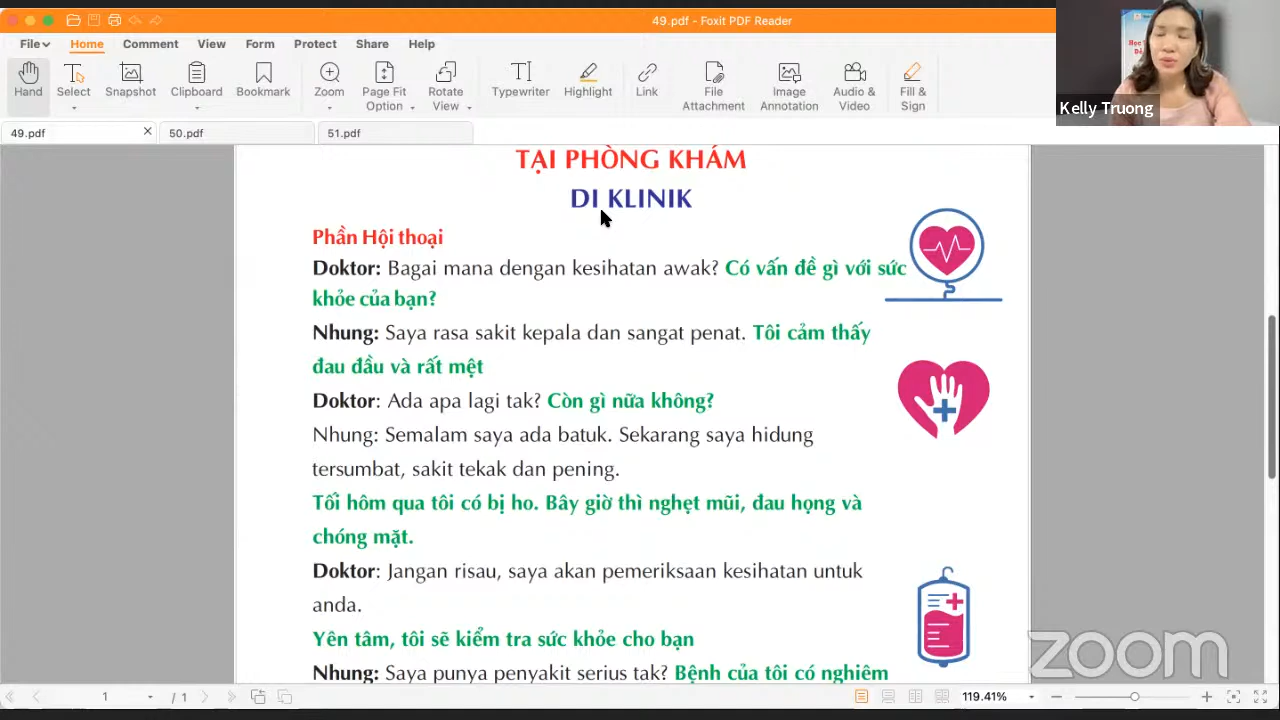 49.pdf - Foxit PDF Reader
File Home Comment View Form Protect Share Help
Hand Select Snapshot Clipboard Bookmark Zoom Page Fit Option Rotate View Typewriter Highlight Link File Attachment Image Annotation Audio & Video Fill & Sign
Kelly Truong
49.pdf 50.pdf 51.pdf
TẠI PHÒNG KHÁM
DI KLINIK
Phần Hội thoại
Doktor: Bagai mana dengan kesihatan awak? Có vấn đề gì với sức
khỏe của bạn?
Nhung: Saya rasa sakit kepala dan sangat penat. Tôi cảm thấy
đau đầu và rất mệt
Doktor: Ada apa lagi tak? Còn gì nữa không?
Nhung: Semalam saya ada batuk. Sekarang saya hidung
tersumbat, sakit tekak dan pening.
Tối hôm qua tôi có bị ho. Bây giờ thì nghẹt mũi, đau họng và
chóng mặt.
Doktor: Jangan risau, saya akan pemeriksaan kesihatan untuk
anda.
Yên tâm, tôi sẽ kiểm tra sức khỏe cho bạn
Nhung: Saya punya penyakit serius tak? Bệnh của tôi có nghiêm
zoom
1 / 1 119.41%